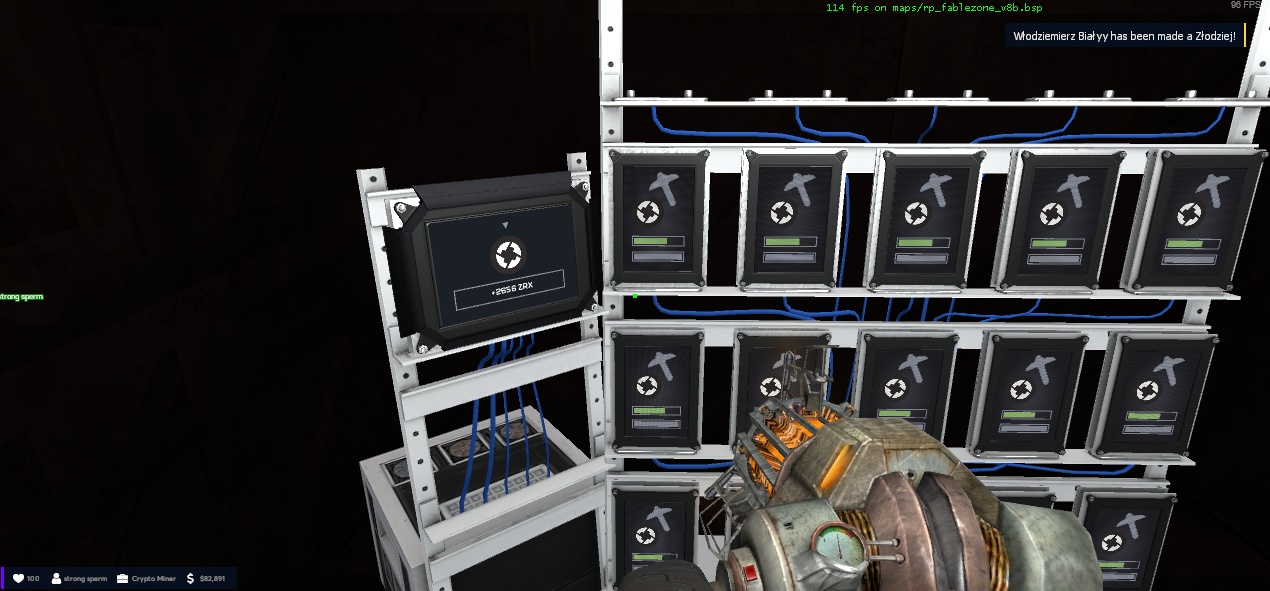 114 fps on maps/rp_fablezone_v8b.bsp
96 FPS
Włodziemierz Białyy has been made a Złodziej!
+2556 ZRX
strong sperm
100 strong sperm Crypto Miner $ $82,891